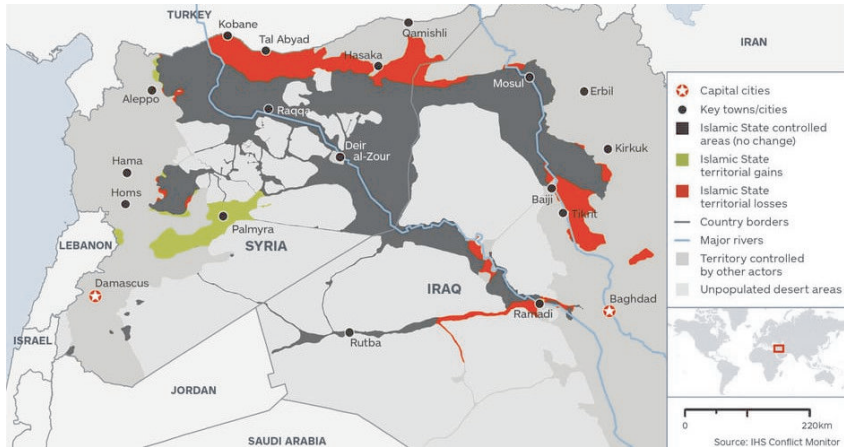 TURKEY
Kobane
Tal Abyad
Qamishli
Hasaka
IRAN
Aleppo
Raqqa
Mosul
Erbil
Deir
al-Zour
Kirkuk
Hama
Homs
Palmyra
Baiji
Tikrit
LEBANON
SYRIA
Damascus
IRAQ
Ramadi
Baghdad
ISRAEL
Rutba
JORDAN
SAUDI ARABIA
Capital cities
Key towns/cities
Islamic State controlled
areas (no change)
Islamic State
territorial gains
Islamic State
territorial losses
Country borders
Major rivers
Territory controlled
by other actors
Unpopulated desert areas
0 220km
Source: IHS Conflict Monitor